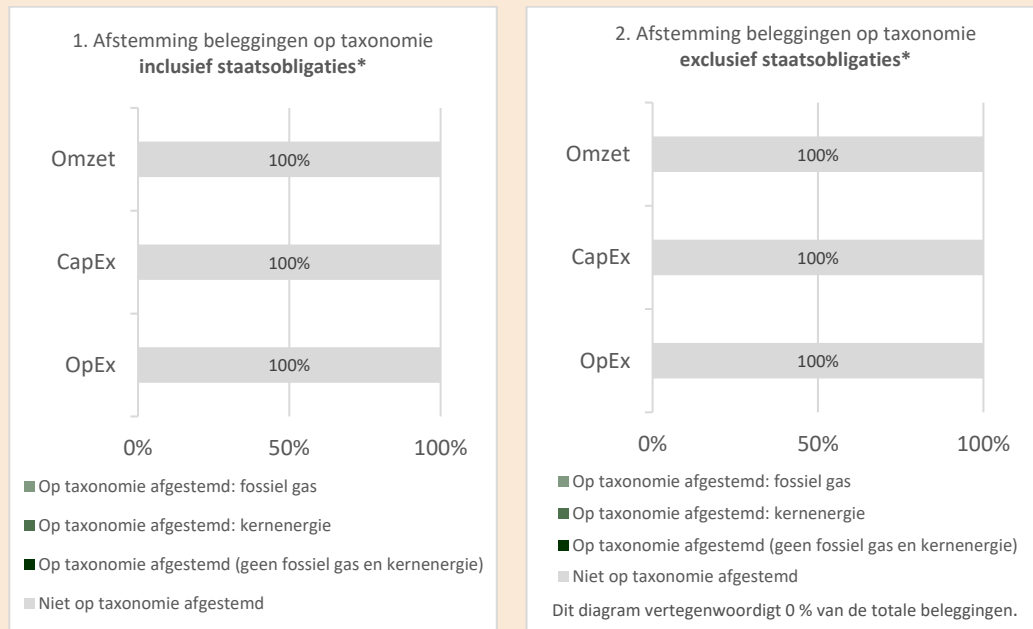 1. Afstemming beleggingen op taxonomie
inclusief staatsobligaties*
Omzet
100%
CapEx
100%
OpEx
100%
0% 50% 100%
Op taxonomie afgestemd: fossiel gas
Op taxonomie afgestemd: kernenergie
Op taxonomie afgestemd (geen fossiel gas en kernenergie)
Niet op taxonomie afgestemd
2. Afstemming beleggingen op taxonomie
exclusief staatsobligaties*
Omzet
100%
CapEx
100%
OpEx
100%
0% 50% 100%
Op taxonomie afgestemd: fossiel gas
Op taxonomie afgestemd: kernenergie
Op taxonomie afgestemd (geen fossiel gas en kernenergie)
Niet op taxonomie afgestemd
Dit diagram vertegenwoordigt 0 % van de totale beleggingen.